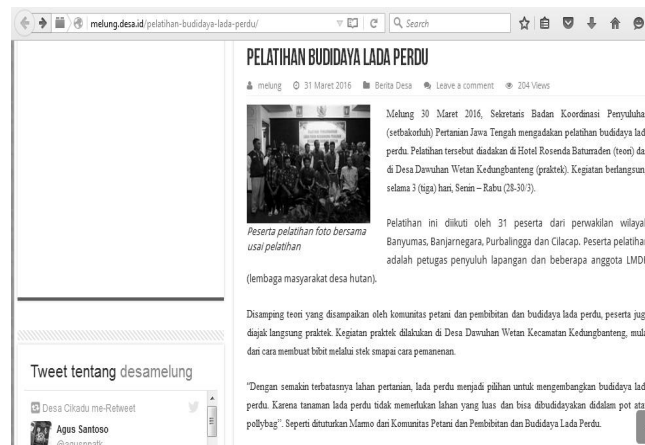 melung.desa.id/pelatihan-budidaya-lada-perdu/
Search
PELATIHAN BUDIDAYA LADA PERDU
melung 31 Maret 2016 Berita Desa Leave a comment 204 Views
Melung 30 Maret 2016, Sekretaris Badan Koordinasi Penyuluha
(setbakorluh) Pertanian Jawa Tengah mengadakan pelatihan budidaya lad
perdu. Pelatihan tersebut diadakan di Hotel Rosenda Baturraden (teori) da
di Desa Dawuhan Wetan Kedungbanteng (praktek). Kegiatan berlangsun
selama 3 (tiga) hari, Senin – Rabu (28-30/3).
Peserta pelatihan foto bersama
usai pelatihan
Pelatihan ini diikuti oleh 31 peserta dari perwakilan wilayal
Banyumas, Banjarnegara, Purbalingga dan Cilacap. Peserta pelatihan
adalah petugas penyuluh lapangan dan beberapa anggota LMDI
(lembaga masyarakat desa hutan).
Disamping teori yang disampaikan oleh komunitas petani dan pembibitan dan budidaya lada perdu, peserta jug
diajak langsung praktek. Kegiatan praktek dilakukan di Desa Dawuhan Wetan Kecamatan Kedungbanteng, mula
dari cara membuat bibit melalui stek smapai cara pemanenan.
Tweet tentang desamelung
Desa Cikadu me-Retweet
Agus Santoso
@agusppatk
“Dengan semakin terbatasnya lahan pertanian, lada perdu menjadi pilihan untuk mengembangkan budidaya lad
perdu. Karena tanaman lada perdu tidak memerlukan lahan yang luas dan bisa dibudidayakan didalam pot ata
pollybag”. Seperti dituturkan Marmo dari Komunitas Petani dan Pembibitan dan Budidaya Lada Perdu.